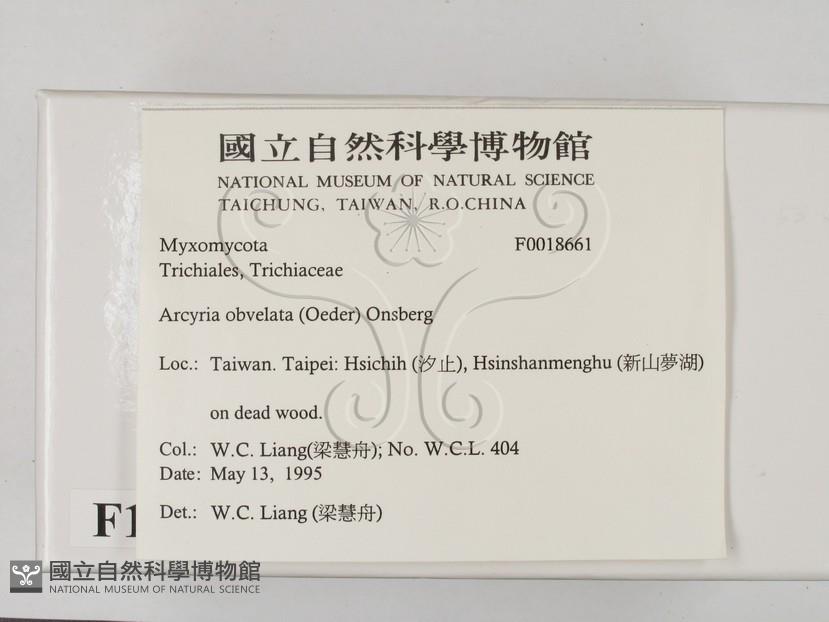 國立自然科學博物館
NATIONAL MUSEUM OF NATURAL SCIENCE
TAICHUNG, TAIWAN, R.O.CHINA
Myxomycota F0018661
Trichiales, Trichiaceae
Arcyria obvelata (Oeder) Onsberg
Loc.: Taiwan. Taipei: Hsichih (汐止), Hsinshanmenghu (新山夢湖)
on dead wood.
Col.: W.C. Liang(梁慧舟); No. W.C.L. 404
Date: May 13, 1995
Det.: W.C. Liang (梁慧舟)
F1
國立自然科學博物館
NATIONAL MUSEUM OF NATURAL SCIENCE